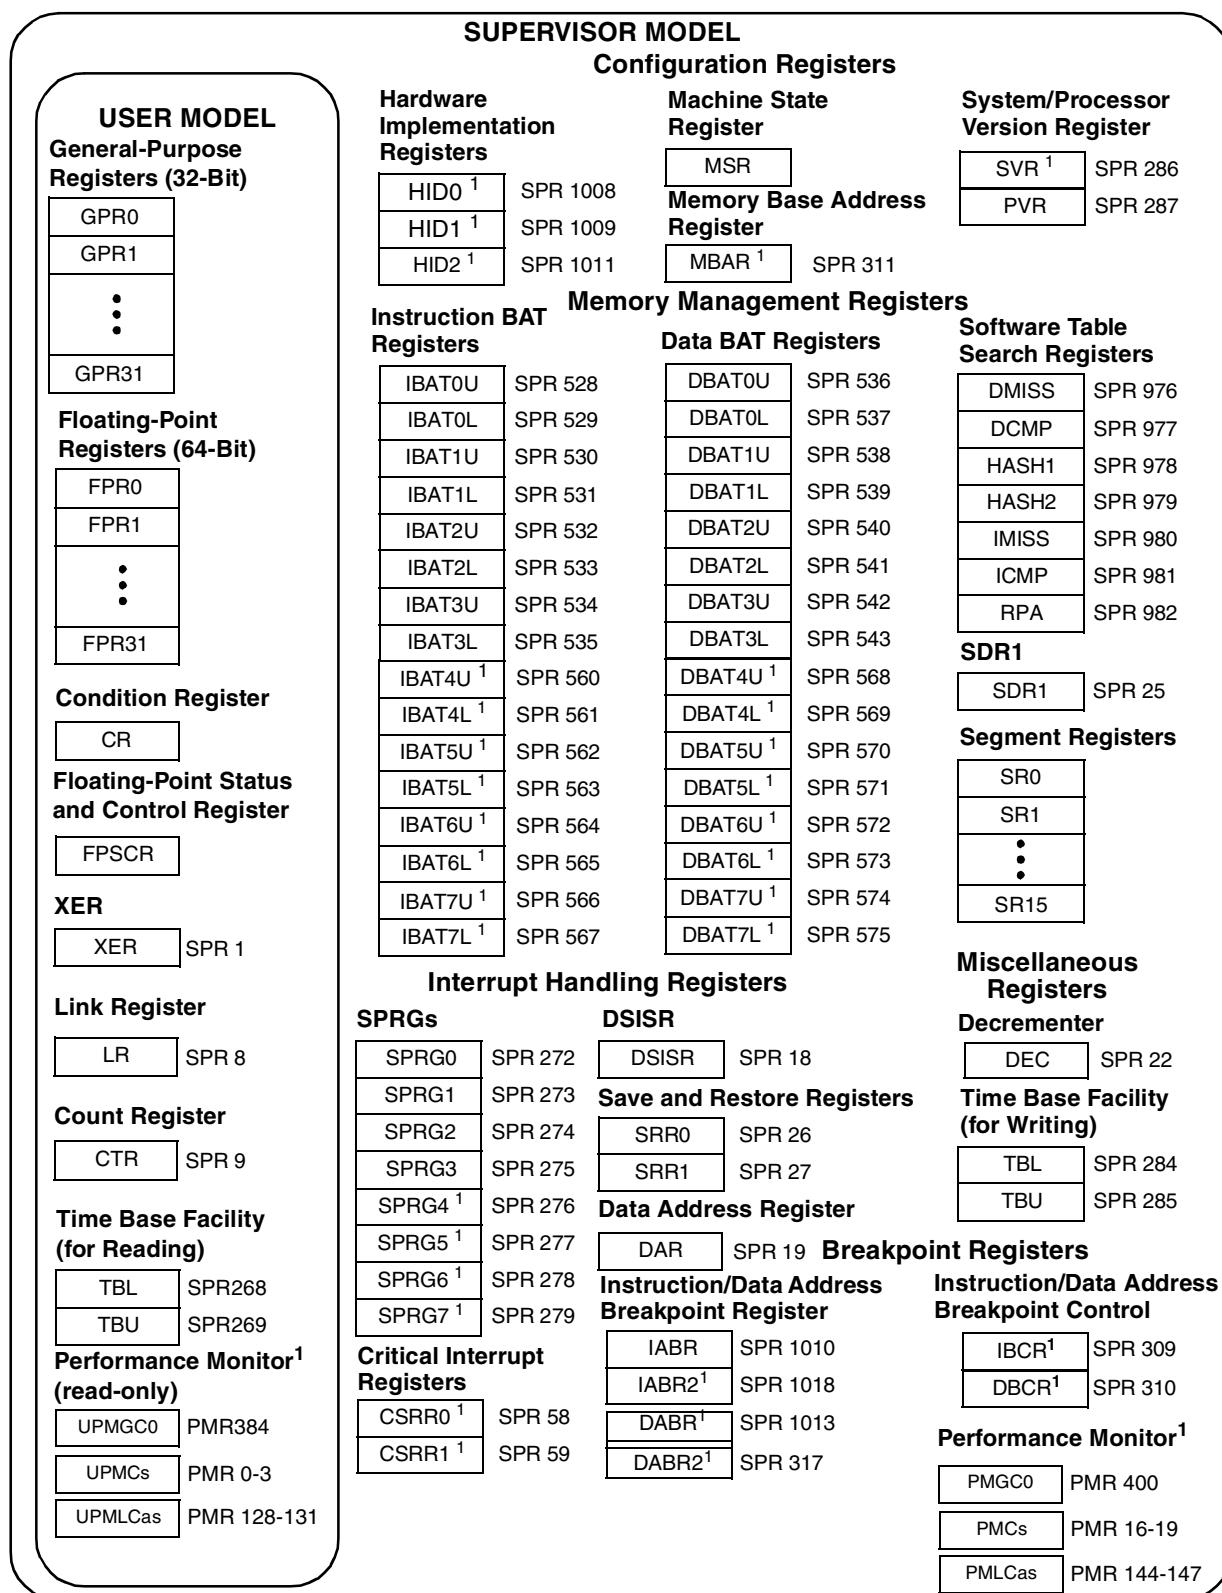 SUPERVISOR MODEL
Configuration Registers
USER MODEL
General-Purpose
Registers (32-Bit)
GPR0
GPR1
GPR31
Floating-Point
Registers (64-Bit)
FPR0
FPR1
FPR31
Condition Register
CR
Floating-Point Status
and Control Register
FPSCR
XER
XER SPR 1
Link Register
LR SPR 8
Count Register
CTR SPR 9
Time Base Facility
(for Reading)
TBL SPR268
TBU SPR269
Performance Monitor1
(read-only)
UPMGC0 PMR384
UPMCs PMR 0-3
UPMLCas PMR 128-131
Hardware
Implementation
Registers
HID0 1 SPR 1008
HID1 1 SPR 1009
HID2 1 SPR 1011
Machine State
Register
MSR
Memory Base Address
Register
MBAR 1 SPR 311
System/Processor
Version Register
SVR 1 SPR 286
PVR SPR 287
Memory Management Registers
Instruction BAT
Registers
IBAT0U SPR 528
IBAT0L SPR 529
IBAT1U SPR 530
IBAT1L SPR 531
IBAT2U SPR 532
IBAT2L SPR 533
IBAT3U SPR 534
IBAT3L SPR 535
IBAT4U 1 SPR 560
IBAT4L 1 SPR 561
IBAT5U 1 SPR 562
IBAT5L 1 SPR 563
IBAT6U 1 SPR 564
IBAT6L 1 SPR 565
IBAT7U 1 SPR 566
IBAT7L 1 SPR 567
Data BAT Registers
DBAT0U SPR 536
DBAT0L SPR 537
DBAT1U SPR 538
DBAT1L SPR 539
DBAT2U SPR 540
DBAT2L SPR 541
DBAT3U SPR 542
DBAT3L SPR 543
DBAT4U 1 SPR 568
DBAT4L 1 SPR 569
DBAT5U 1 SPR 570
DBAT5L 1 SPR 571
DBAT6U 1 SPR 572
DBAT6L 1 SPR 573
DBAT7U 1 SPR 574
DBAT7L 1 SPR 575
Software Table
Search Registers
DMISS SPR 976
DCMP SPR 977
HASH1 SPR 978
HASH2 SPR 979
IMISS SPR 980
ICMP SPR 981
RPA SPR 982
SDR1
SDR1 SPR 25
Segment Registers
SR0
SR1
SR15
Interrupt Handling Registers
SPRGs
SPRG0 SPR 272
SPRG1 SPR 273
SPRG2 SPR 274
SPRG3 SPR 275
SPRG4 1 SPR 276
SPRG5 1 SPR 277
SPRG6 1 SPR 278
SPRG7 1 SPR 279
Critical Interrupt
Registers
CSRR0 1 SPR 58
CSRR1 1 SPR 59
DSISR
DSISR SPR 18
Save and Restore Registers
SRR0 SPR 26
SRR1 SPR 27
Data Address Register
DAR SPR 19
Miscellaneous
Registers
Decrementer
DEC SPR 22
Time Base Facility
(for Writing)
TBL SPR 284
TBU SPR 285
Breakpoint Registers
Instruction/Data Address
Breakpoint Register
IABR SPR 1010
IABR2 1 SPR 1018
DABR 1 SPR 1013
DABR2 1 SPR 317
Instruction/Data Address
Breakpoint Control
IBCR1 SPR 309
DBCR1 SPR 310
Performance Monitor1
PMGC0 PMR 400
PMCs PMR 16-19
PMLCas PMR 144-147